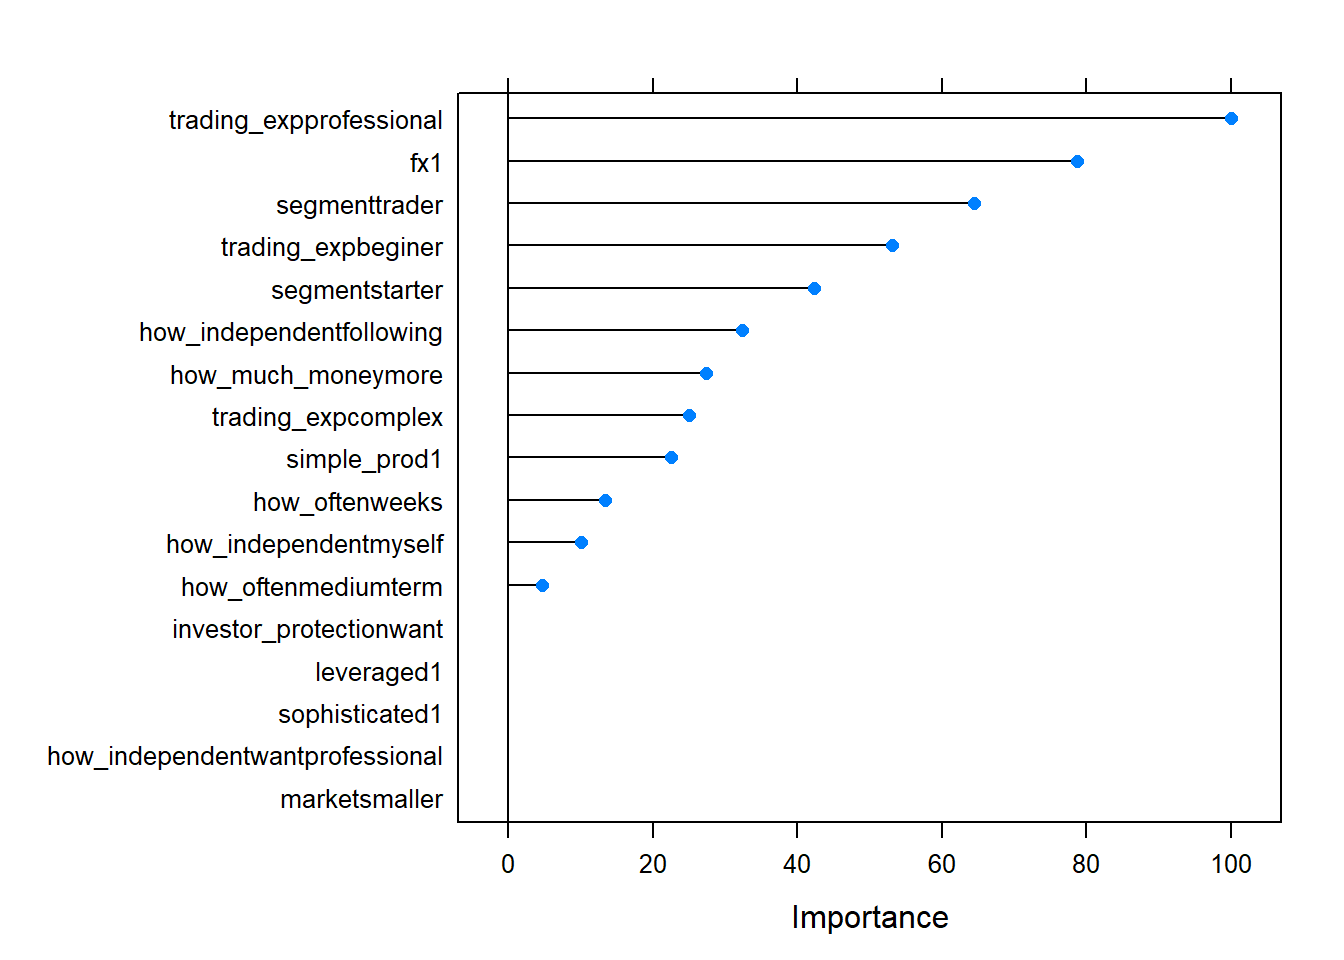 trading_expprofessional
fx1
segmenttrader
trading_expbeginer
segmentstarter
how_independentfollowing
how_much_moneymore
trading_expcomplex
simple_prod1
how_oftenweeks
how_independentmyself
how_oftenmediumterm
investor_protectionwant
leveraged1
sophisticated1
how_independentwantprofessional
marketsmaller
0 20 40 60 80 100
Importance